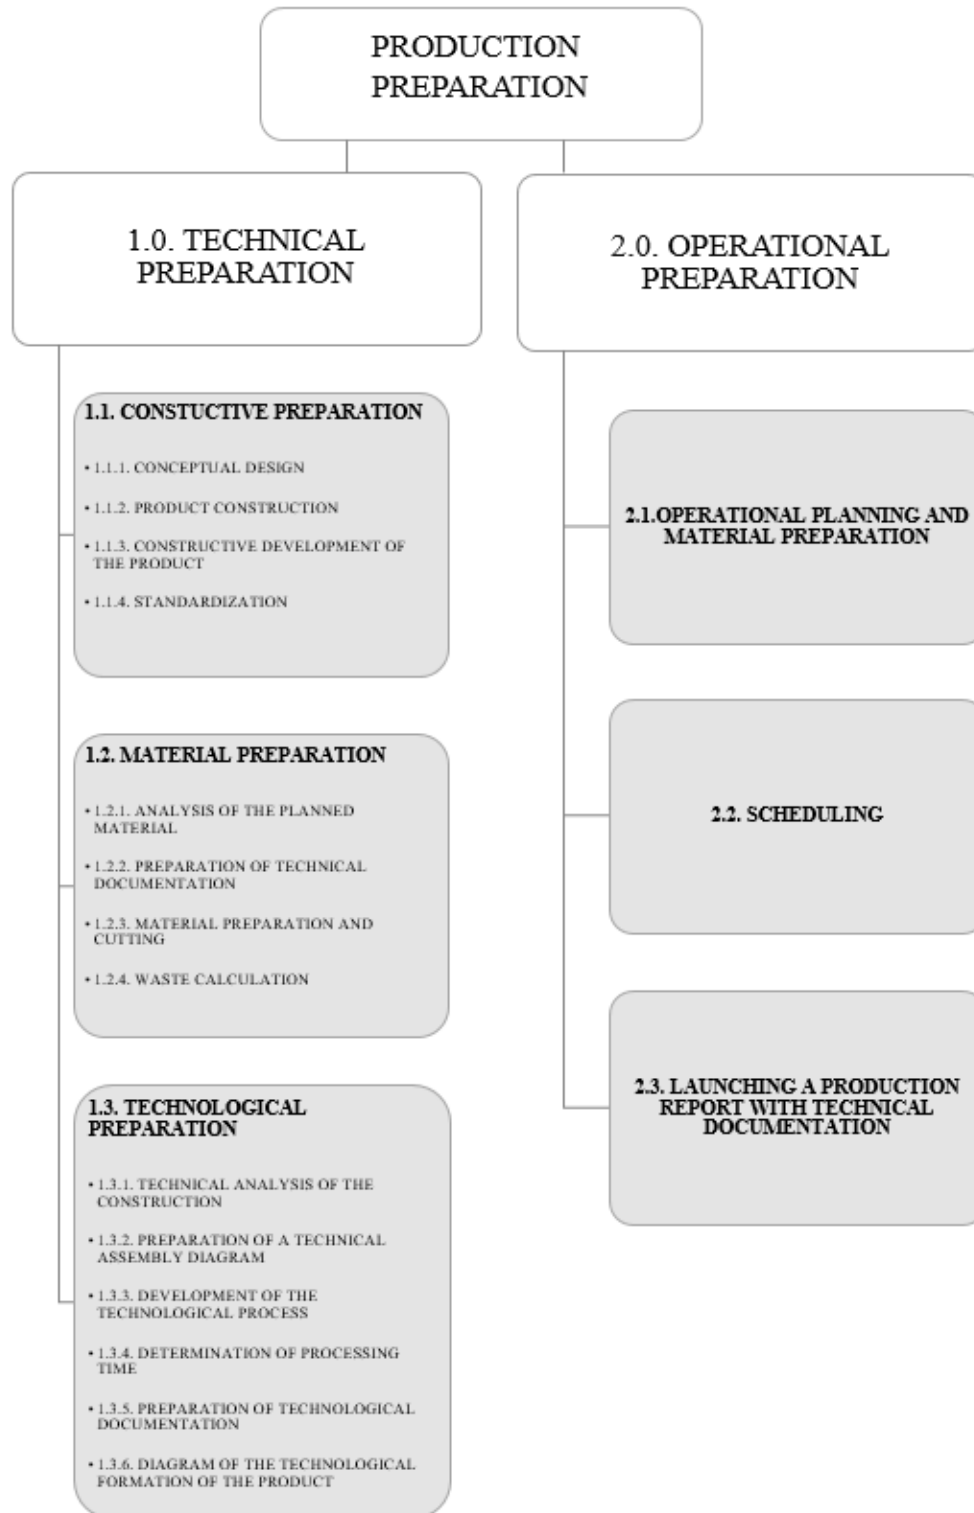 PRODUCTION
PREPARATION
1.0. TECHNICAL
PREPARATION
1.1. CONSTUCTIVE PREPARATION
• 1.1.1. CONCEPTUAL DESIGN
• 1.1.2. PRODUCT CONSTRUCTION
• 1.1.3. CONSTRUCTIVE DEVELOPMENT OF
THE PRODUCT
• 1.1.4. STANDARDIZATION
1.2. MATERIAL PREPARATION
• 1.2.1. ANALYSIS OF THE PLANNED
MATERIAL
• 1.2.2. PREPARATION OF TECHNICAL
DOCUMENTATION
• 1.2.3. MATERIAL PREPARATION AND
CUTTING
• 1.2.4. WASTE CALCULATION
1.3. TECHNOLOGICAL
PREPARATION
• 1.3.1. TECHNICAL ANALYSIS OF THE
CONSTRUCTION
• 1.3.2. PREPARATION OF A TECHNICAL
ASSEMBLY DIAGRAM
• 1.3.3. DEVELOPMENT OF THE
TECHNOLOGICAL PROCESS
• 1.3.4. DETERMINATION OF PROCESSING
TIME
• 1.3.5. PREPARATION OF TECHNOLOGICAL
DOCUMENTATION
• 1.3.6. DIAGRAM OF THE TECHNOLOGICAL
FORMATION OF THE PRODUCT
2.0. OPERATIONAL
PREPARATION
2.1.OPERATIONAL PLANNING AND
MATERIAL PREPARATION
2.2. SCHEDULING
2.3. LAUNCHING A PRODUCTION
REPORT WITH TECHNICAL
DOCUMENTATION